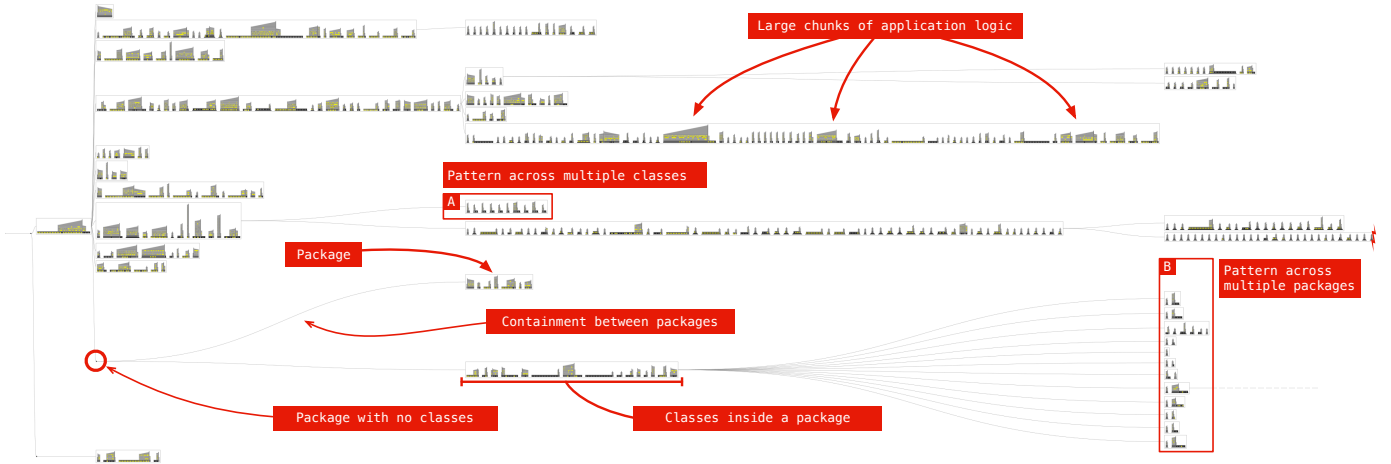 Large chunks of application logic
Pattern across multiple classes
A
Package
B
Pattern across
multiple packages
Containment between packages
Package with no classes
Classes inside a package